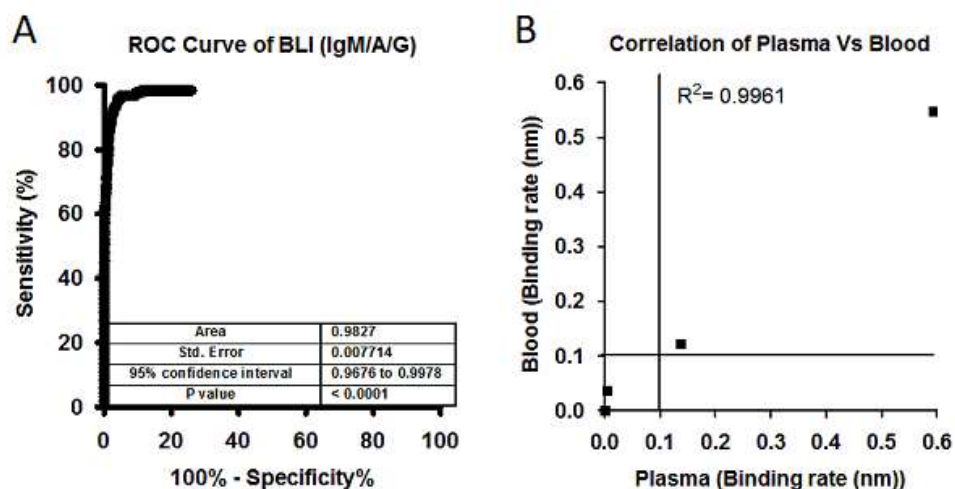 A
ROC Curve of BLI (IgM/A/G)
Sensitivity (%)
100
80
60
40
20
0
Area 0.9827
Std. Error 0.007714
95% confidence interval 0.9676 to 0.9978
P value < 0.0001
0 20 40 60 80 100
100% - Specificity%
B
Correlation of Plasma Vs Blood
R²= 0.9961
Blood (Binding rate (nm))
0.6
0.5
0.4
0.3
0.2
0.1
0.0
0.0 0.1 0.2 0.3 0.4 0.5 0.6
Plasma (Binding rate (nm))